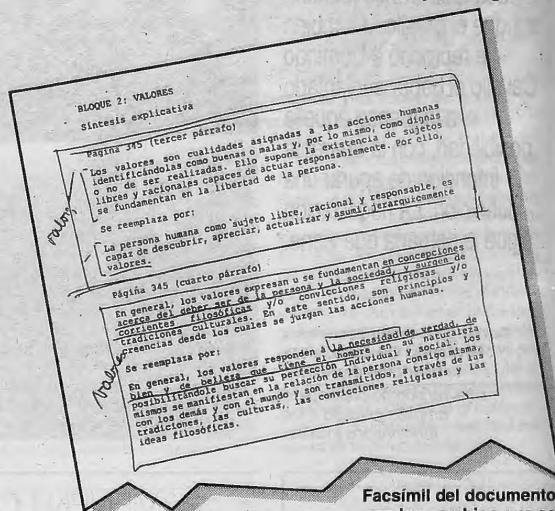 BLOQUE 2: VALORES
Síntesis explicativa
Página 345 (tercer párrafo)
Los valores son cualidades asignadas a las acciones humanas
identificándolas como buenas o malas y, por lo mismo, como dignas
o no de ser realizadas. Ello supone la existencia de sujetos
libres y racionales capaces de actuar responsablemente. Por ello,
se fundamentan en la libertad de la persona.
Se reemplaza por:
La persona humana como sujeto libre, racional y responsable, es
capaz de descubrir, apreciar, actualizar y asumir jerarquicamente
valores.
valores
Página 345 (cuarto párrafo)
En general, los valores expresan u se fundamentan en concepciones
acerca del deber ser de la persona y la sociedad, y surgen de
corrientes filosóficas y/o convicciones religiosas y/o
tradiciones culturales. En este sentido, son principios y
creencias desde los cuales se juzgan las acciones humanas.
Se reemplaza por:
En general, los valores responden a la necesidad de verdad, de
bien y de belleza que tiene el hombre en su naturaleza
posibilitándole buscar su perfección individual y social. Los
mismos se manifiestan en la relación de la persona consigo misma,
con los demás y con el mundo y son transmitidos, a través de las
tradiciones, las culturas, las convicciones religiosas y las
ideas filosóficas.
valores
Facsímil del documento